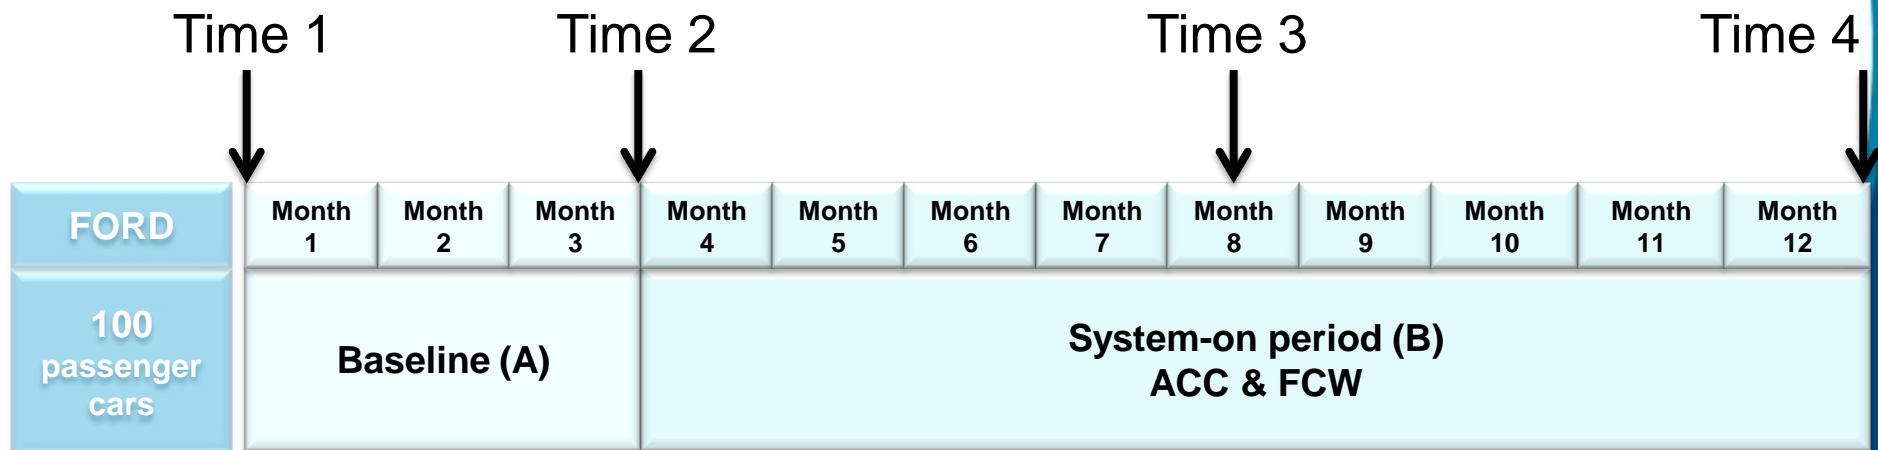 Time 1
Time 2
Time 3
Time 4
FORD
Month
1
Month
2
Month
3
Month
4
Month
5
Month
6
Month
7
Month
8
Month
9
Month
10
Month
11
Month
12
100
passenger
cars
Baseline (A)
System-on period (B)
ACC & FCW